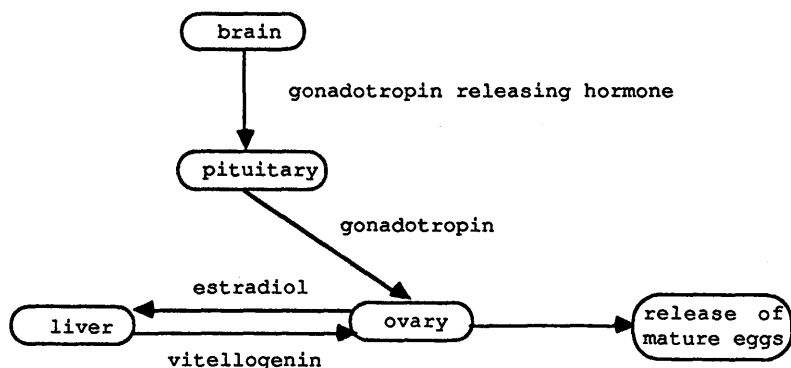 brain
gonadotropin releasing hormone
pituitary
gonadotropin
estradiol
liver
ovary
release of
mature eggs
vitellogenin